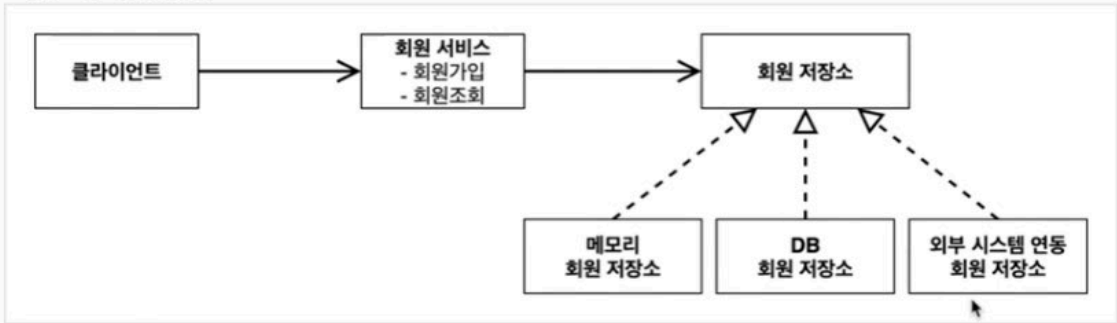 클라이언트
회원 서비스
- 회원가입
- 회원조회
회원 저장소
메모리
회원 저장소
DB
회원 저장소
외부 시스템 연동
회원 저장소